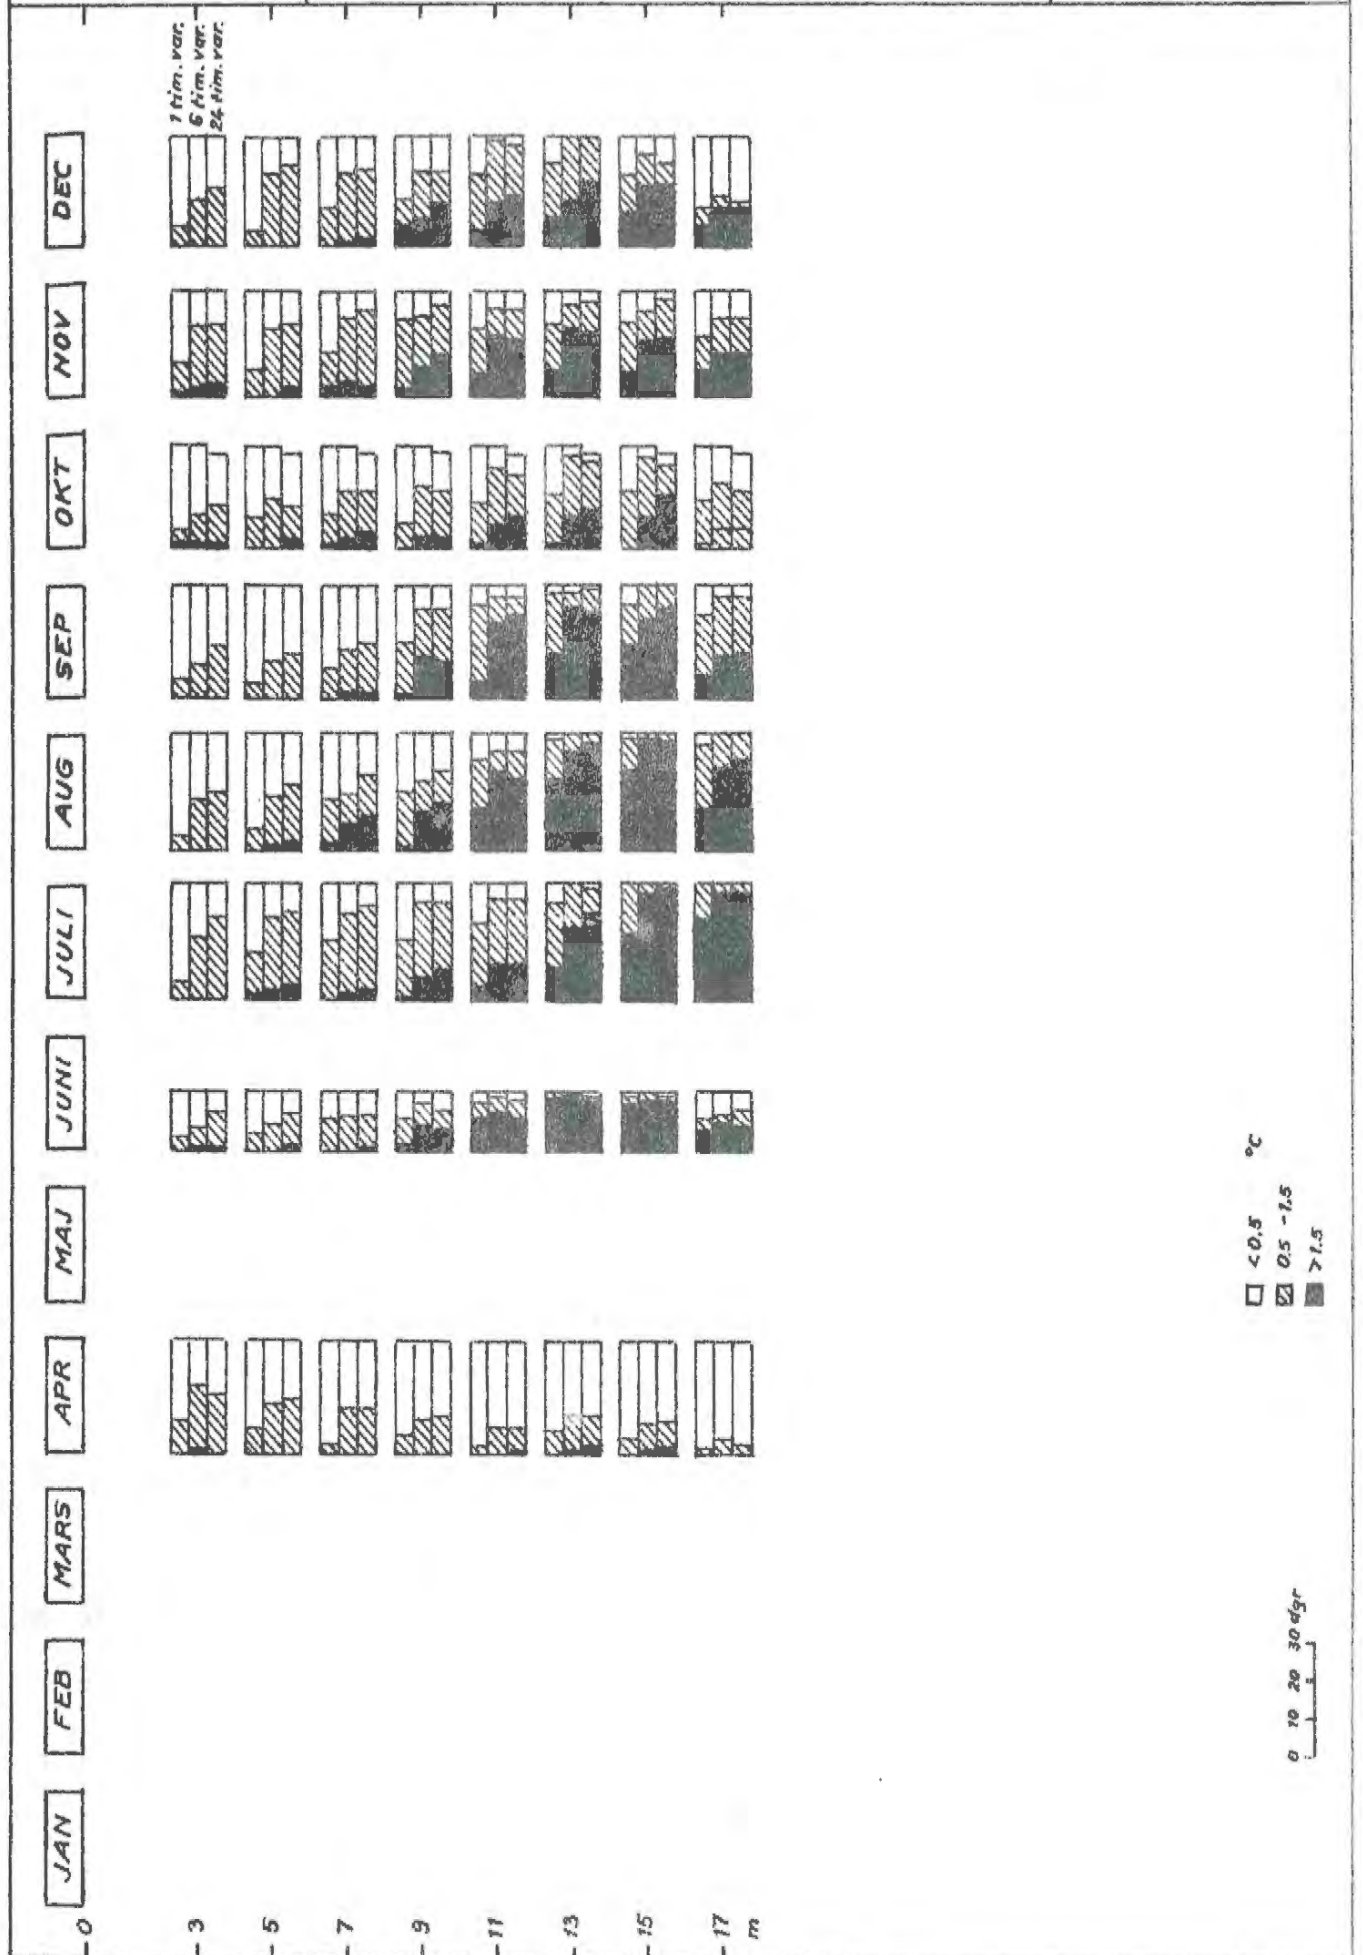 JAN FEB MARS APR MAJ JUNI JULI AUG SEP OKT NOV DEC
0
1 tim. var.
3
6 tim. var.
24 tim. var.
5
7
9
11
13
15
17
m
< 0.5 °C
0.5 - 1.5
> 1.5
0 10 20 30 dgr